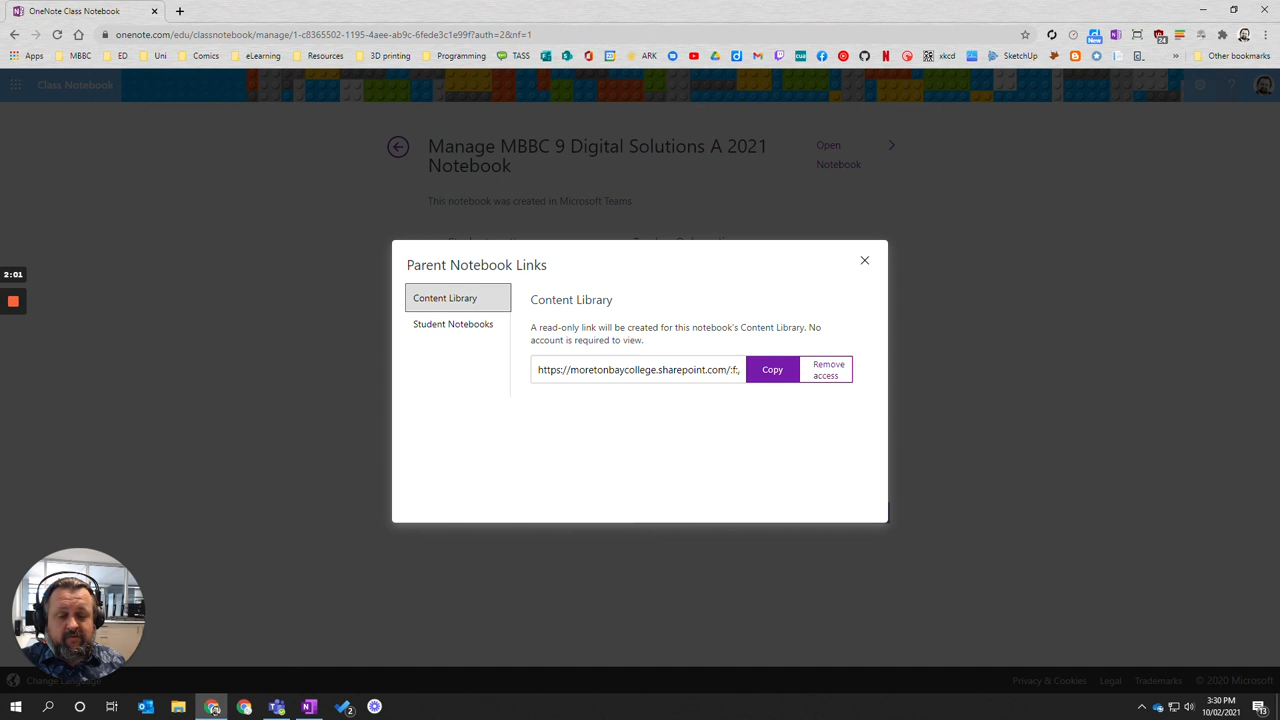 OneNote Class Notebook
onenote.com/edu/classnotebook/manage/1-c8365502-1195-4aee-ab9c-6fede3c1e99f?auth=2&nf=1
Apps MBBC ED Uni Comics eLearning Resources 3D printing Programming TASS ARK xkcd SketchUp » Other bookmarks
Class Notebook
Manage MBBC 9 Digital Solutions A 2021
Notebook
Open
Notebook
This notebook was created in Microsoft Teams
2:01
Parent Notebook Links
Content Library
Student Notebooks
Content Library
A read-only link will be created for this notebook's Content Library. No
account is required to view.
https://moretonbaycollege.sharepoint.com/:f:,
Copy
Remove
access
Change Language
Privacy & Cookies Legal Trademarks © 2020 Microsoft
3:30 PM
10/02/2021
2
13